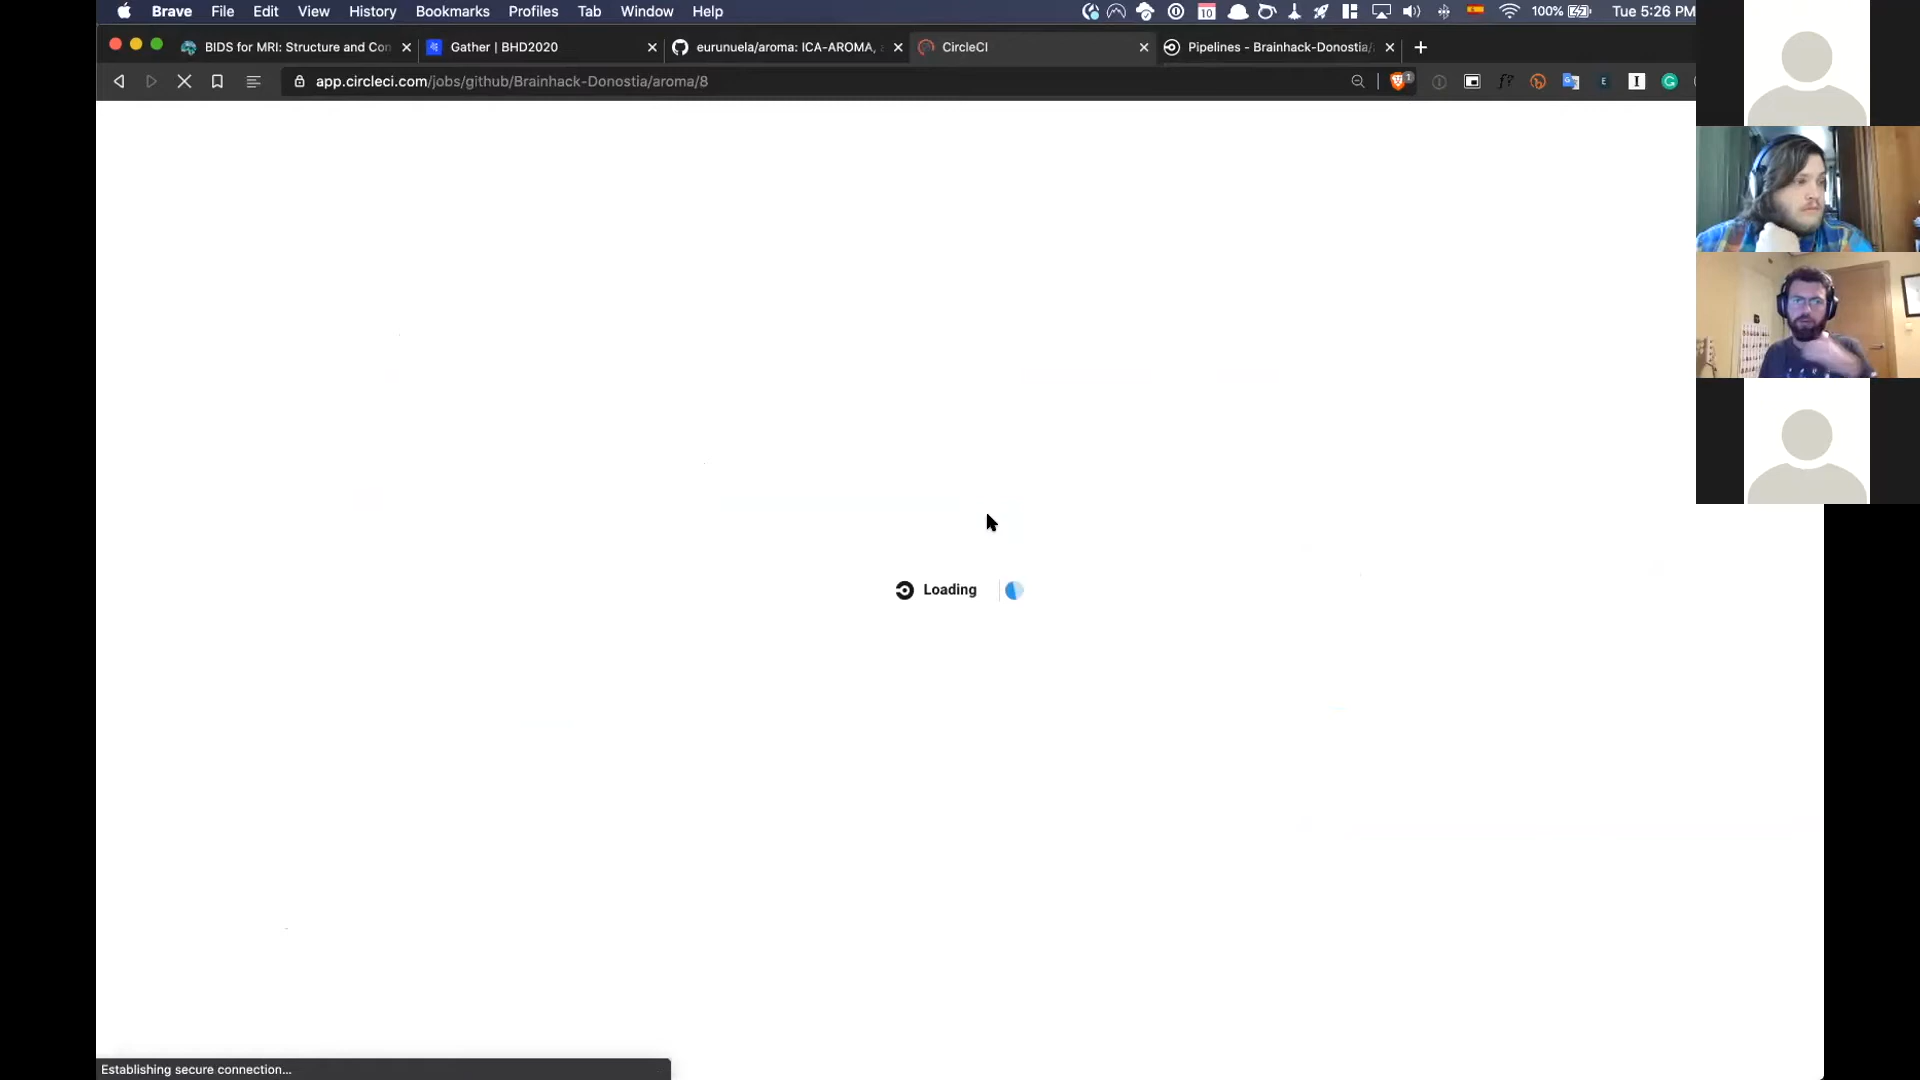 Brave File Edit View History Bookmarks Profiles Tab Window Help 10 100% Tue 5:26 PM
BIDS for MRI: Structure and Con Gather | BHD2020 eurunuela/aroma: ICA-AROMA, CircleCI Pipelines - Brainhack-Donostia/
app.circleci.com/jobs/github/Brainhack-Donostia/aroma/8 1 f? E I G
Loading
Establishing secure connection...